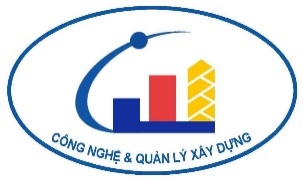 CÔNG NGHỆ & QUẢN LÝ XÂY DỰNG